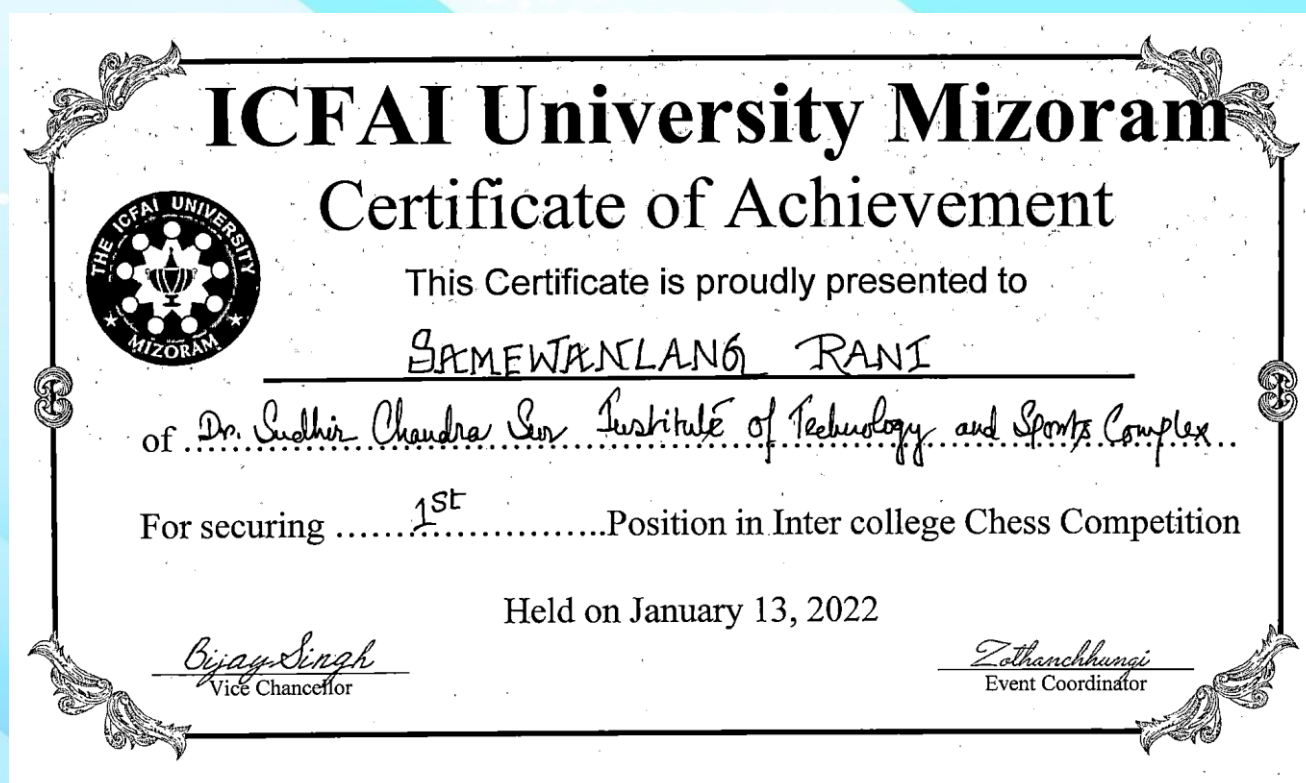 ICFAI University Mizoram
Certificate of Achievement
THE ICFAI UNIVERSITY
MIZORAM
This Certificate is proudly presented to
SAMEWANLANG RANI
of Dr. Sudhir Chandra Sur Institute of Technology and Sports Complex
For securing ......1st......................Position in Inter college Chess Competition
Held on January 13, 2022
Bijay Singh
Vice Chancellor
Zothanchhungi
Event Coordinator